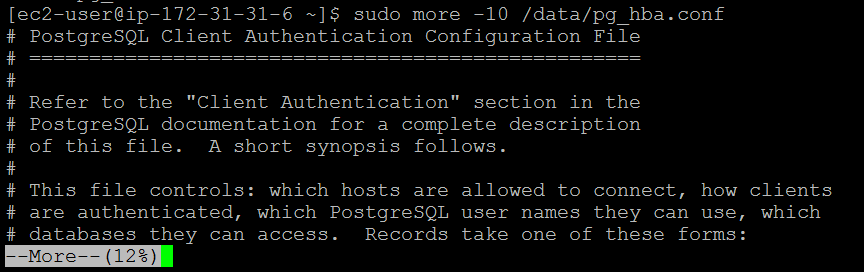 [ec2-user@ip-172-31-31-6 ~]$ sudo more -10 /data/pg_hba.conf
# PostgreSQL Client Authentication Configuration File
# ===================================================
#
# Refer to the "Client Authentication" section in the
# PostgreSQL documentation for a complete description
# of this file.  A short synopsis follows.
#
# This file controls: which hosts are allowed to connect, how clients
# are authenticated, which PostgreSQL user names they can use, which
# databases they can access.  Records take one of these forms:
--More--(12%)